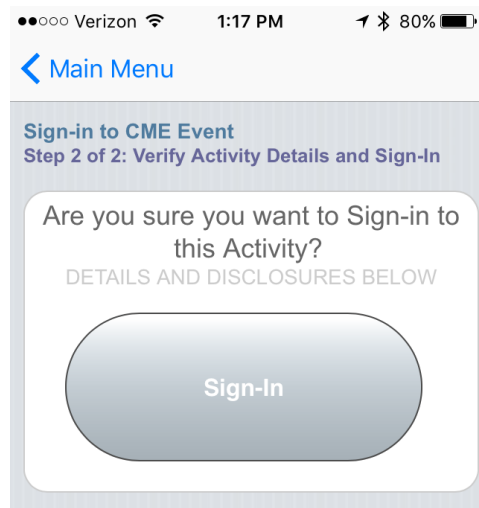 Verizon 1:17 PM 80%
Main Menu
Sign-in to CME Event
Step 2 of 2: Verify Activity Details and Sign-In
Are you sure you want to Sign-in to
this Activity?
DETAILS AND DISCLOSURES BELOW
Sign-In